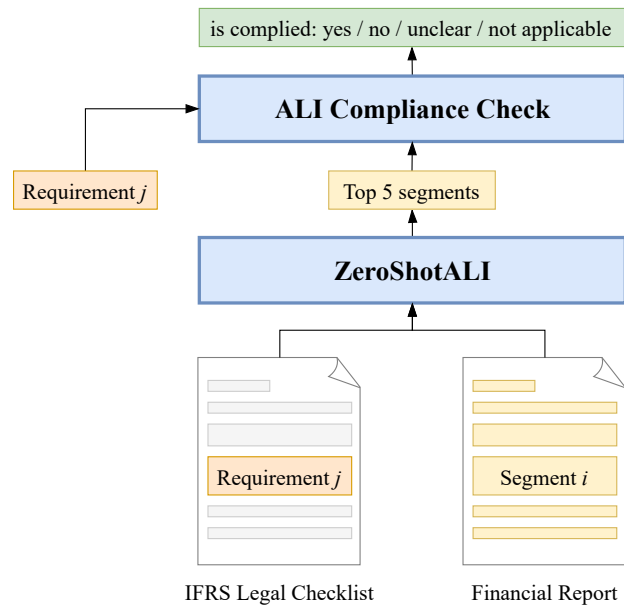 is complied: yes / no / unclear / not applicable
ALI Compliance Check
Requirement j
Top 5 segments
ZeroShotALI
Requirement j
Segment i
IFRS Legal Checklist
Financial Report